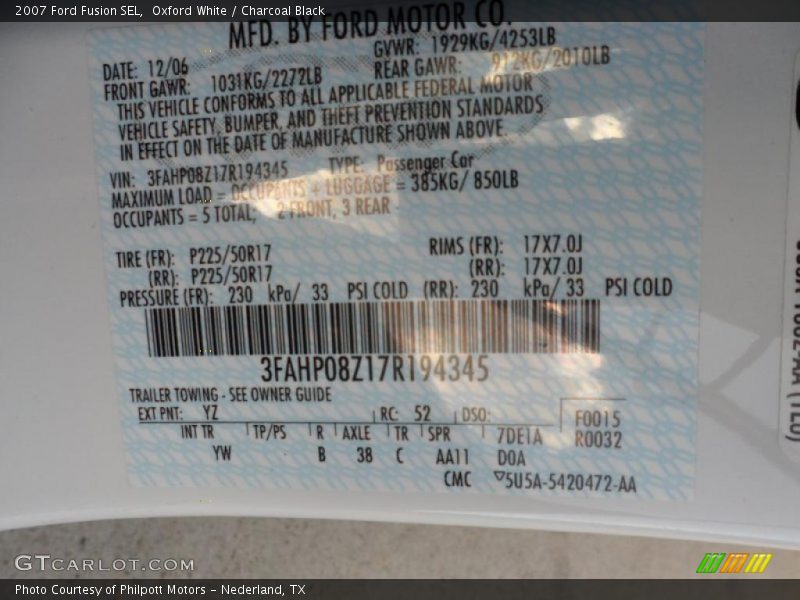 2007 Ford Fusion SEL,  Oxford White / Charcoal Black
MFD. BY FORD MOTOR CO.
DATE: 12/06 GVWR: 1929KG/4253LB
FRONT GAWR: 1031KG/2272LB REAR GAWR: 912KG/2010LB
THIS VEHICLE CONFORMS TO ALL APPLICABLE FEDERAL MOTOR
VEHICLE SAFETY, BUMPER, AND THEFT PREVENTION STANDARDS
IN EFFECT ON THE DATE OF MANUFACTURE SHOWN ABOVE.
VIN: 3FAHP08Z17R194345 TYPE: Passenger Car
MAXIMUM LOAD = OCCUPENTS + LUGGAGE = 385KG/ 850LB
OCCUPANTS = 5 TOTAL, 2 FRONT, 3 REAR
TIRE (FR): P225/50R17 RIMS (FR): 17X7.0J
(RR): P225/50R17 (RR): 17X7.0J
PRESSURE (FR): 230 kPa/ 33 PSI COLD (RR): 230 kPa/ 33 PSI COLD
3FAHP08Z17R194345
TRAILER TOWING - SEE OWNER GUIDE
EXT PNT: YZ RC: 52 DSO: F0015
INT TR TP/PS R AXLE TR SPR 7DE1A R0032
YW B 38 C AA11 D0A
CMC 5U5A-5420472-AA
GTCARLOT.COM
Photo Courtesy of Philpott Motors – Nederland, TX